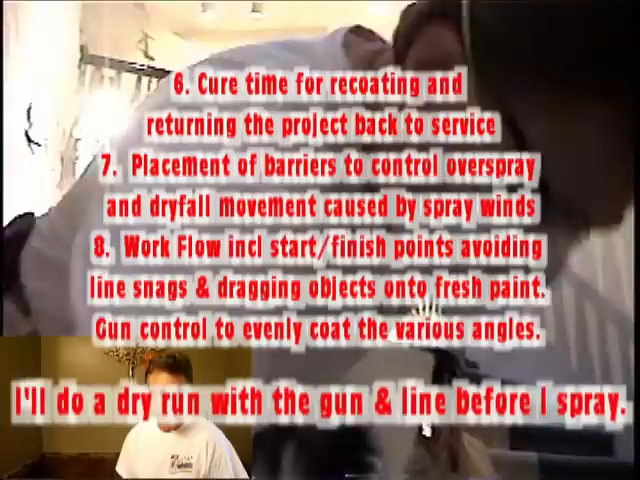 6. Cure time for recoating and
returning the project back to service
7. Placement of barriers to control overspray
and dryfall movement caused by spray winds
8. Work Flow incl start/finish points avoiding
line snags & dragging objects onto fresh paint.
Gun control to evenly coat the various angles.
I'll do a dry run with the gun & line before I spray.